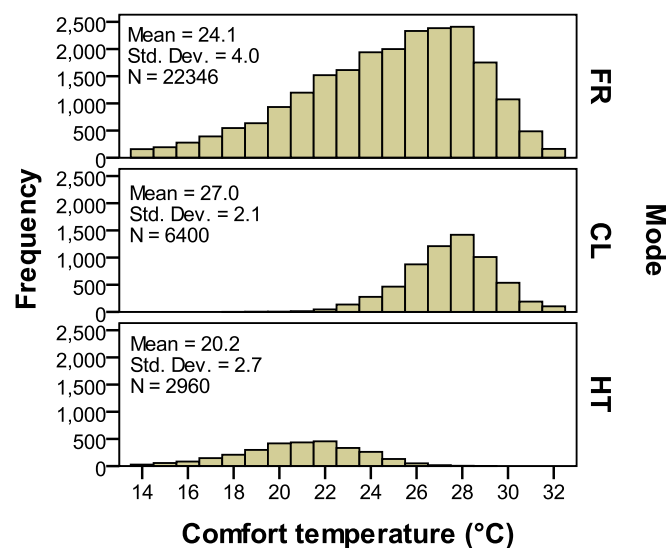 2,500
2,000
1,500
1,000
500
0
Mean = 24.1
Std. Dev. = 4.0
N = 22346
FR
2,500
2,000
1,500
1,000
500
0
Mean = 27.0
Std. Dev. = 2.1
N = 6400
CL
2,500
2,000
1,500
1,000
500
0
Mean = 20.2
Std. Dev. = 2.7
N = 2960
HT
Frequency
Mode
14 16 18 20 22 24 26 28 30 32
Comfort temperature (°C)